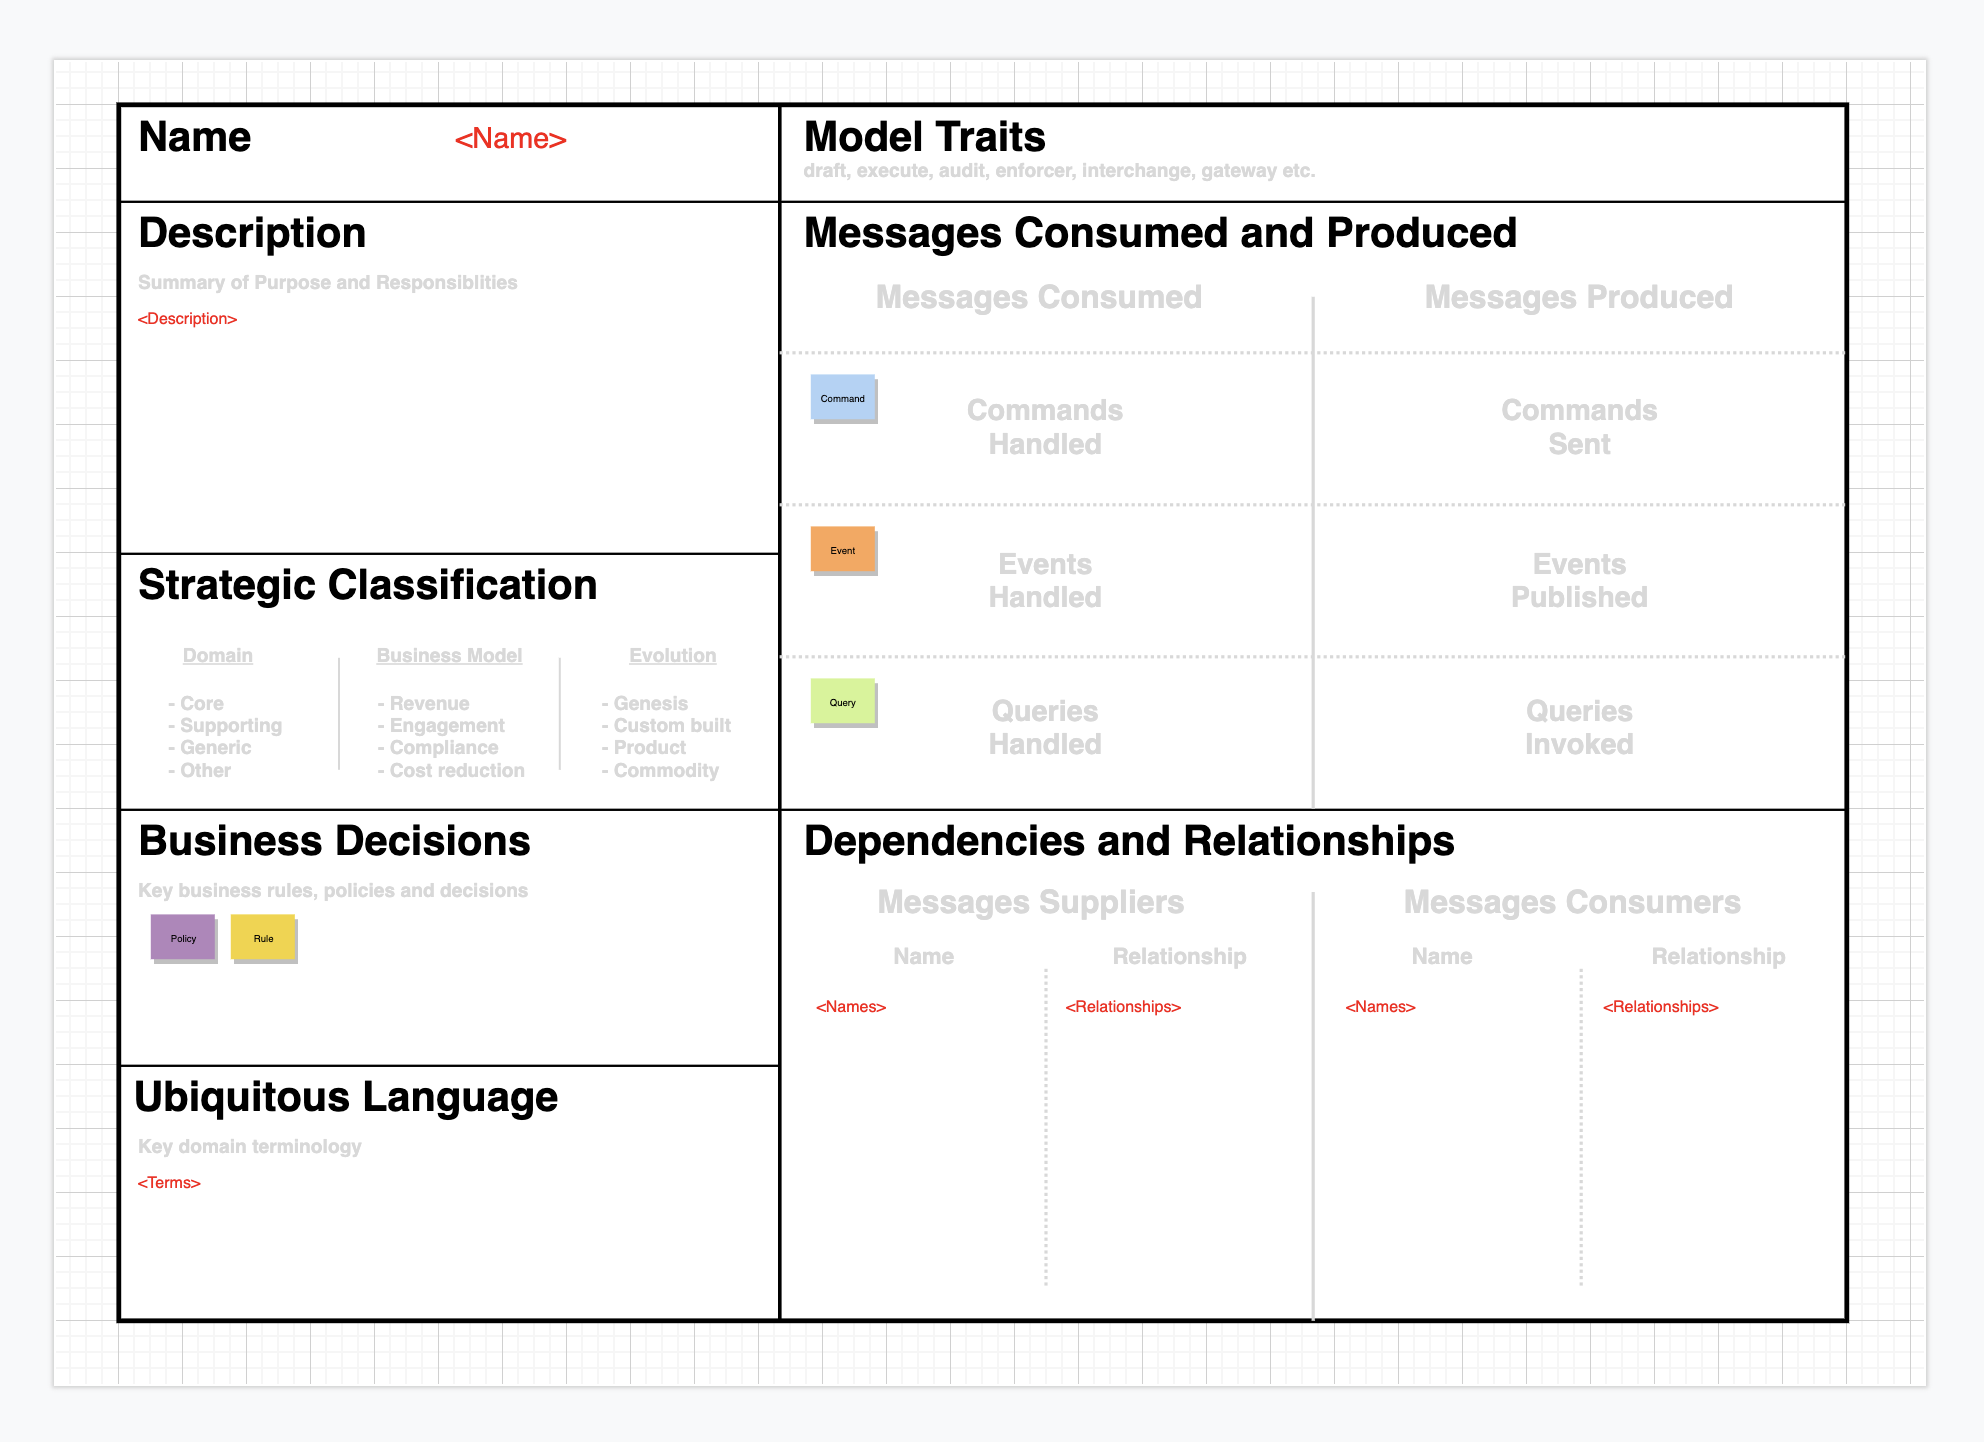 Name
<Name>
Description
Summary of Purpose and Responsiblities
<Description>
Strategic Classification
Domain
- Core
- Supporting
- Generic
- Other
Business Model
- Revenue
- Engagement
- Compliance
- Cost reduction
Evolution
- Genesis
- Custom built
- Product
- Commodity
Business Decisions
Key business rules, policies and decisions
Policy
Rule
Ubiquitous Language
Key domain terminology
<Terms>
Model Traits
draft, execute, audit, enforcer, interchange, gateway etc.
Messages Consumed and Produced
Messages Consumed
Messages Produced
Command
Commands
Handled
Commands
Sent
Event
Events
Handled
Events
Published
Query
Queries
Handled
Queries
Invoked
Dependencies and Relationships
Messages Suppliers
Name
<Names>
Relationship
<Relationships>
Messages Consumers
Name
<Names>
Relationship
<Relationships>